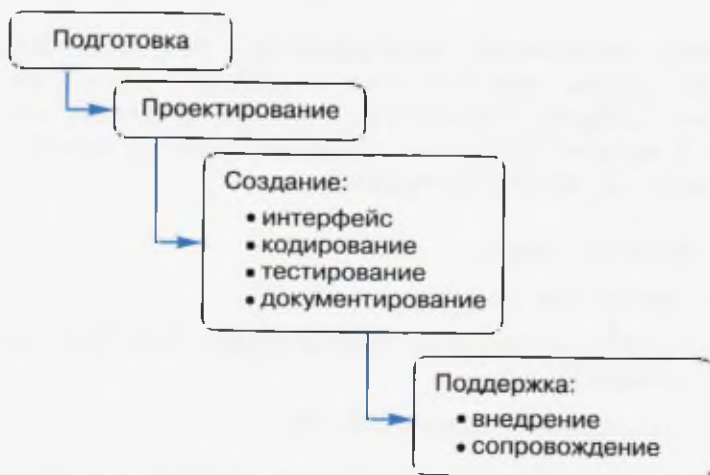 Подготовка
Проектирование
Создание:
• интерфейс
• кодирование
• тестирование
• документирование
Поддержка:
• внедрение
• сопровождение